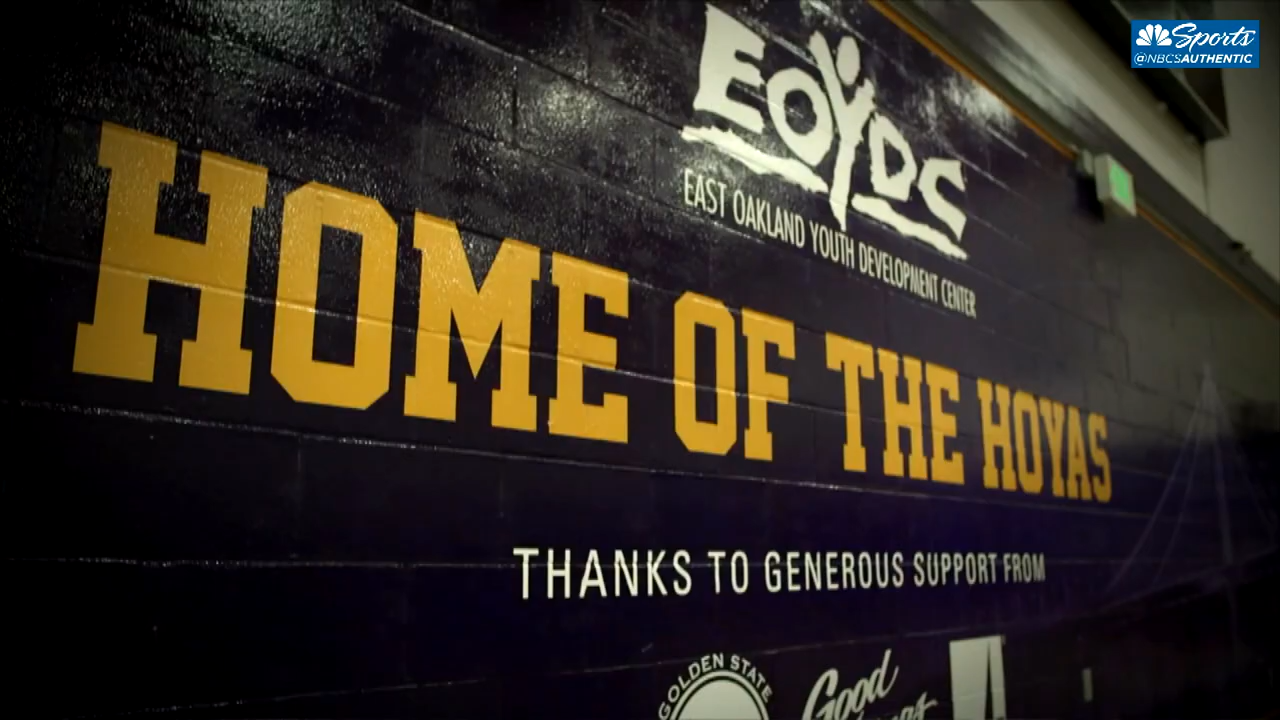 Sports
@NBCSAUTHENTIC
EOYDC
EAST OAKLAND YOUTH DEVELOPMENT CENTER
HOME OF THE HOYAS
THANKS TO GENEROUS SUPPORT FROM
GOLDEN STATE
Good